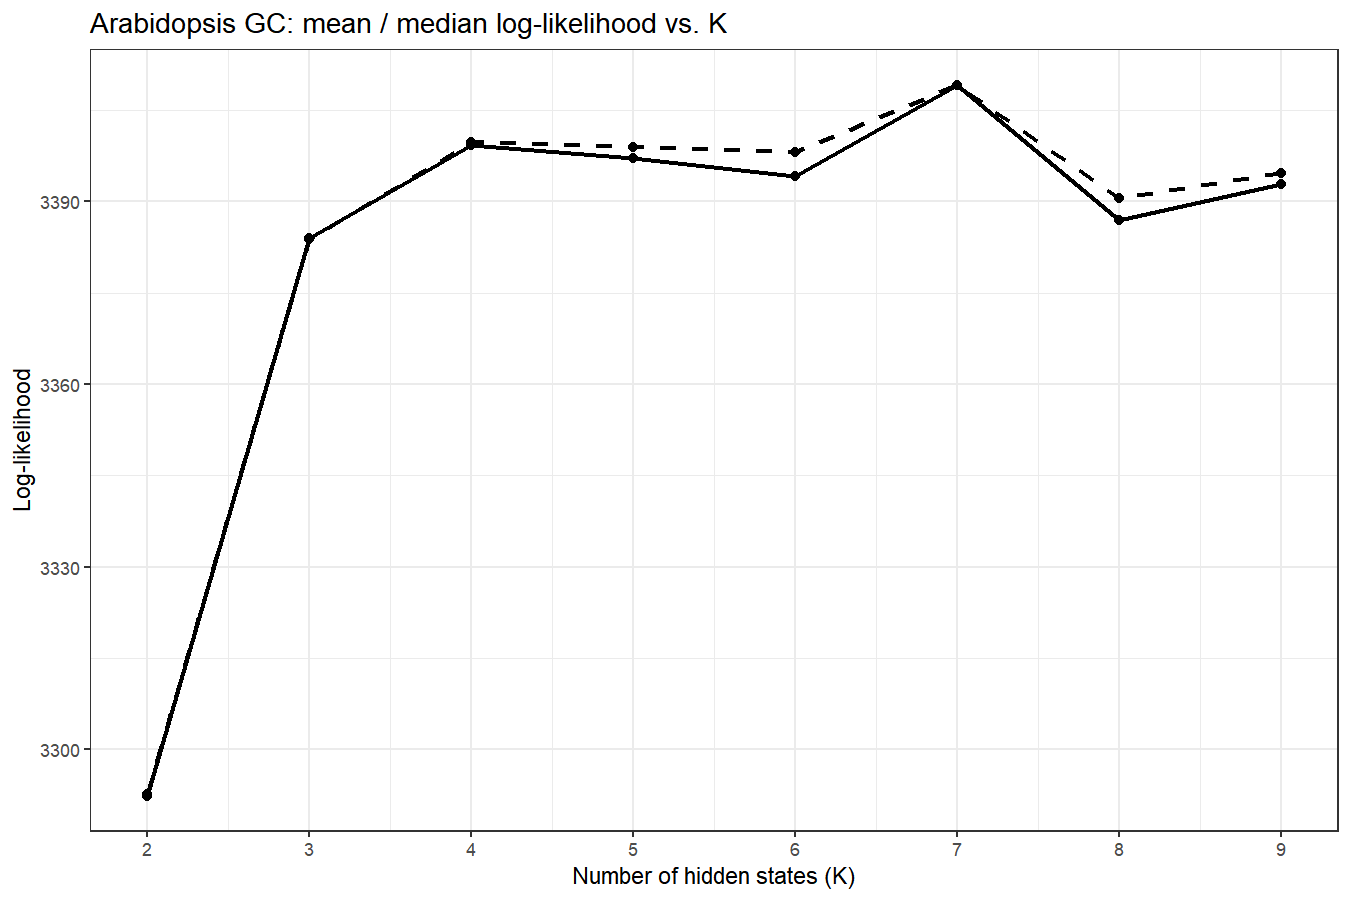 Arabidopsis GC: mean / median log-likelihood vs. K
Log-likelihood
3390
3360
3330
3300
2 3 4 5 6 7 8 9
Number of hidden states (K)